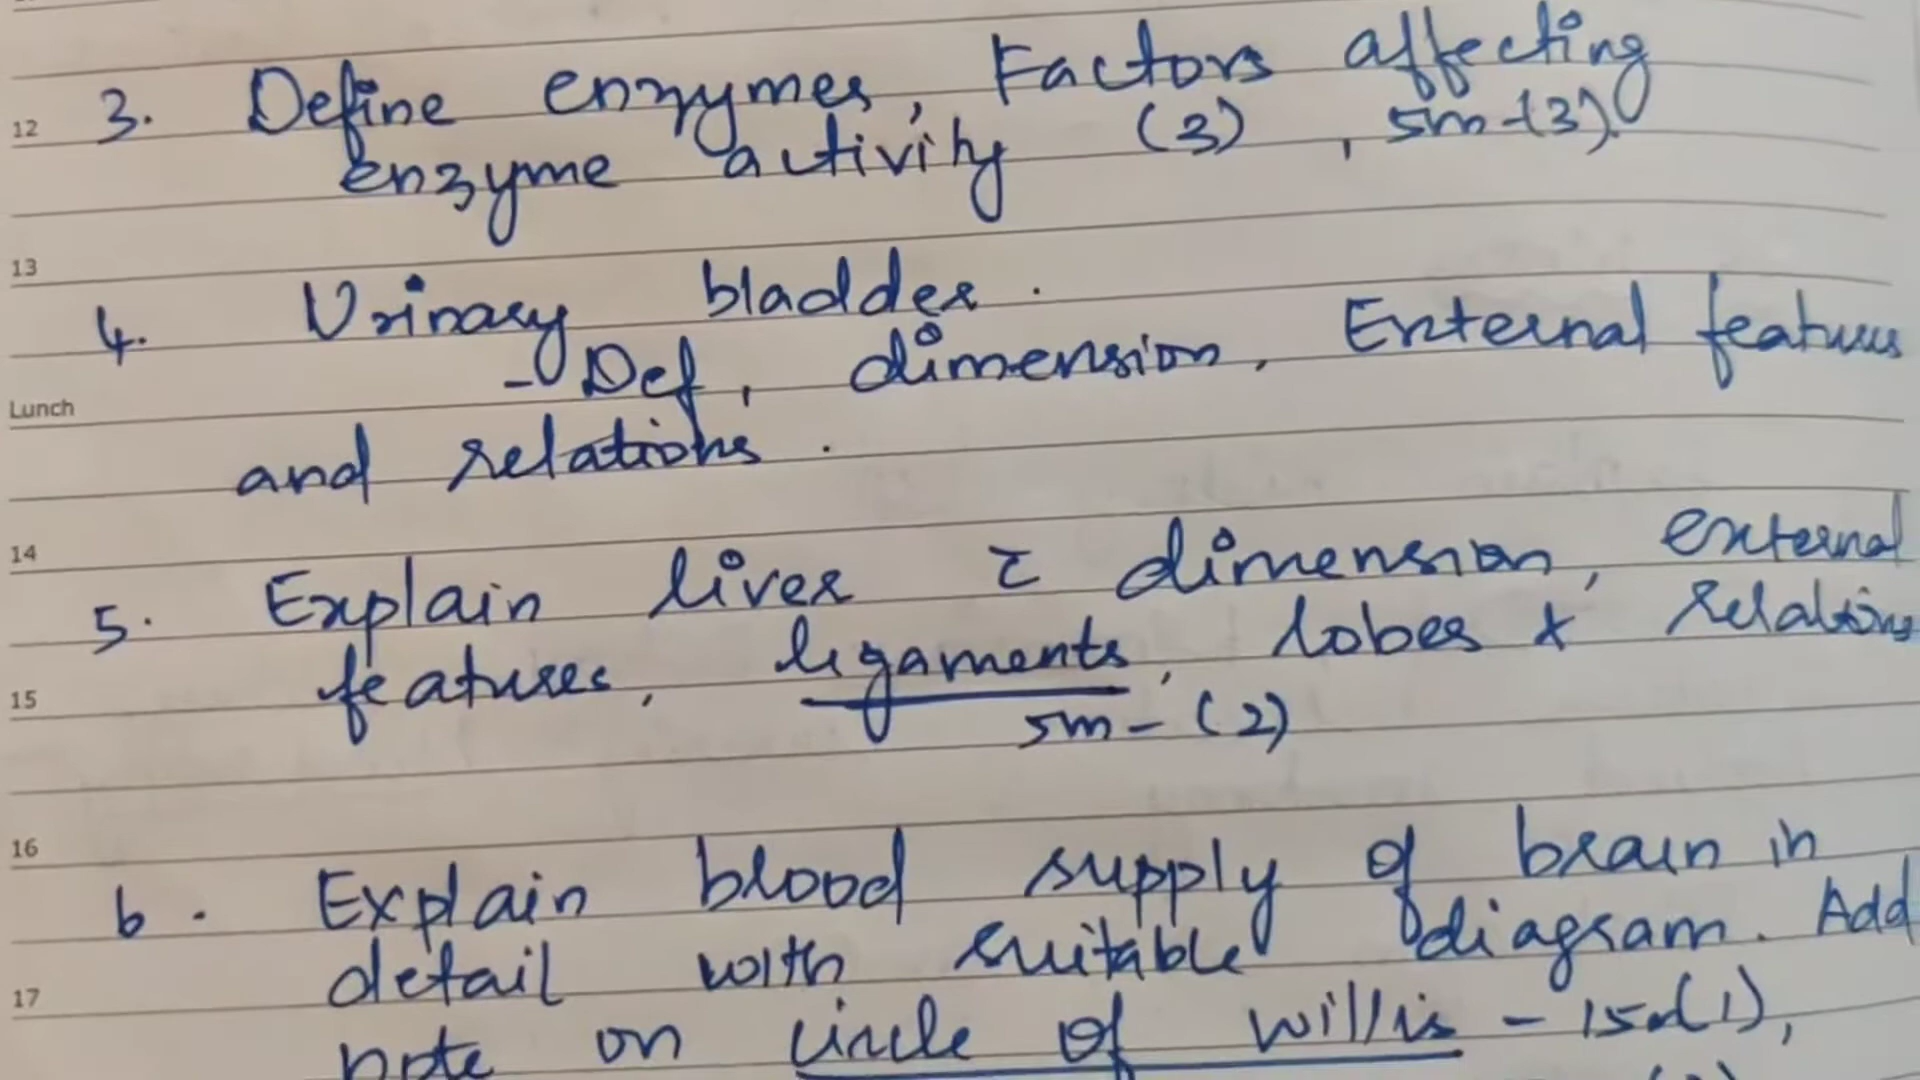 12 3. Define enzymes, Factors affecting
enzyme activity (3) , 5m-(3).
13
4. Urinary bladder.
- Def, dimension, External features
Lunch
and relations.
14
5. Explain liver c̄ dimension, external
15 features, ligaments, lobes & relations
5m - (2)
16
6. Explain blood supply of brain in
detail with suitable diagram. Add
17
note on circle of willis - 15m(1),